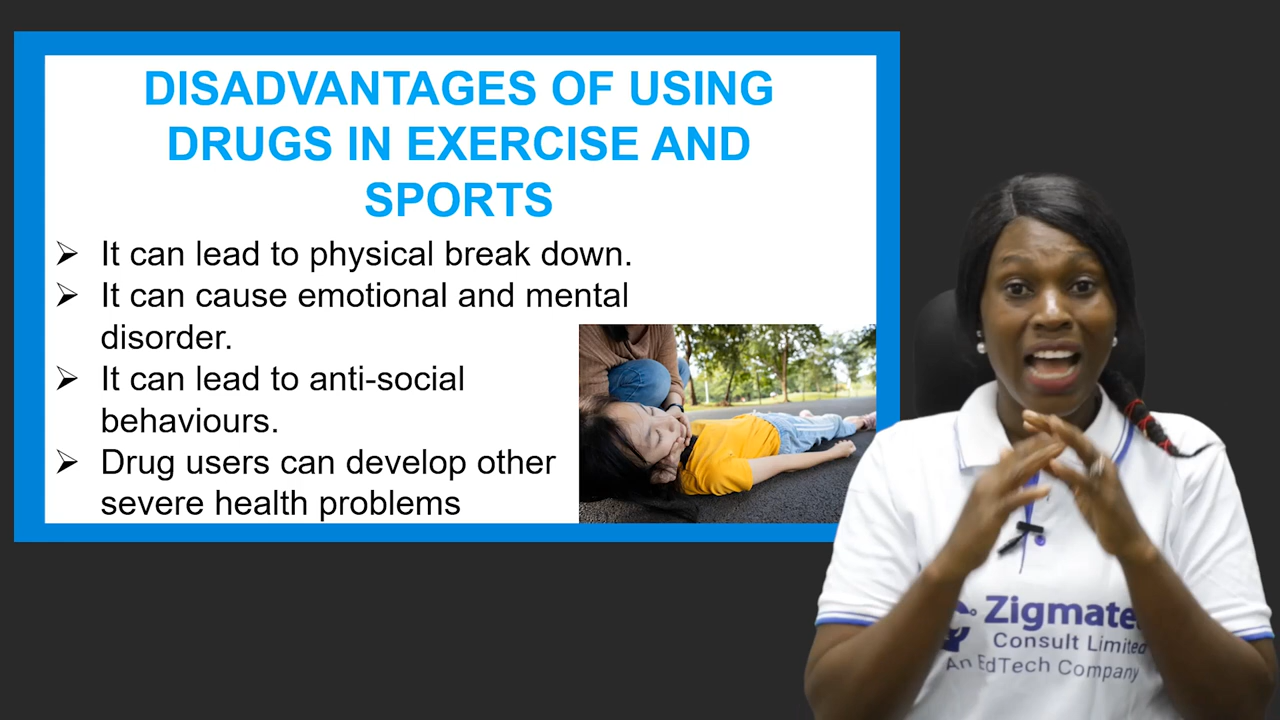 DISADVANTAGES OF USING
DRUGS IN EXERCISE AND
SPORTS
➢ It can lead to physical break down.
➢ It can cause emotional and mental
disorder.
➢ It can lead to anti-social
behaviours.
➢ Drug users can develop other
severe health problems
Zigmate
Consult Limited
An EdTech Company